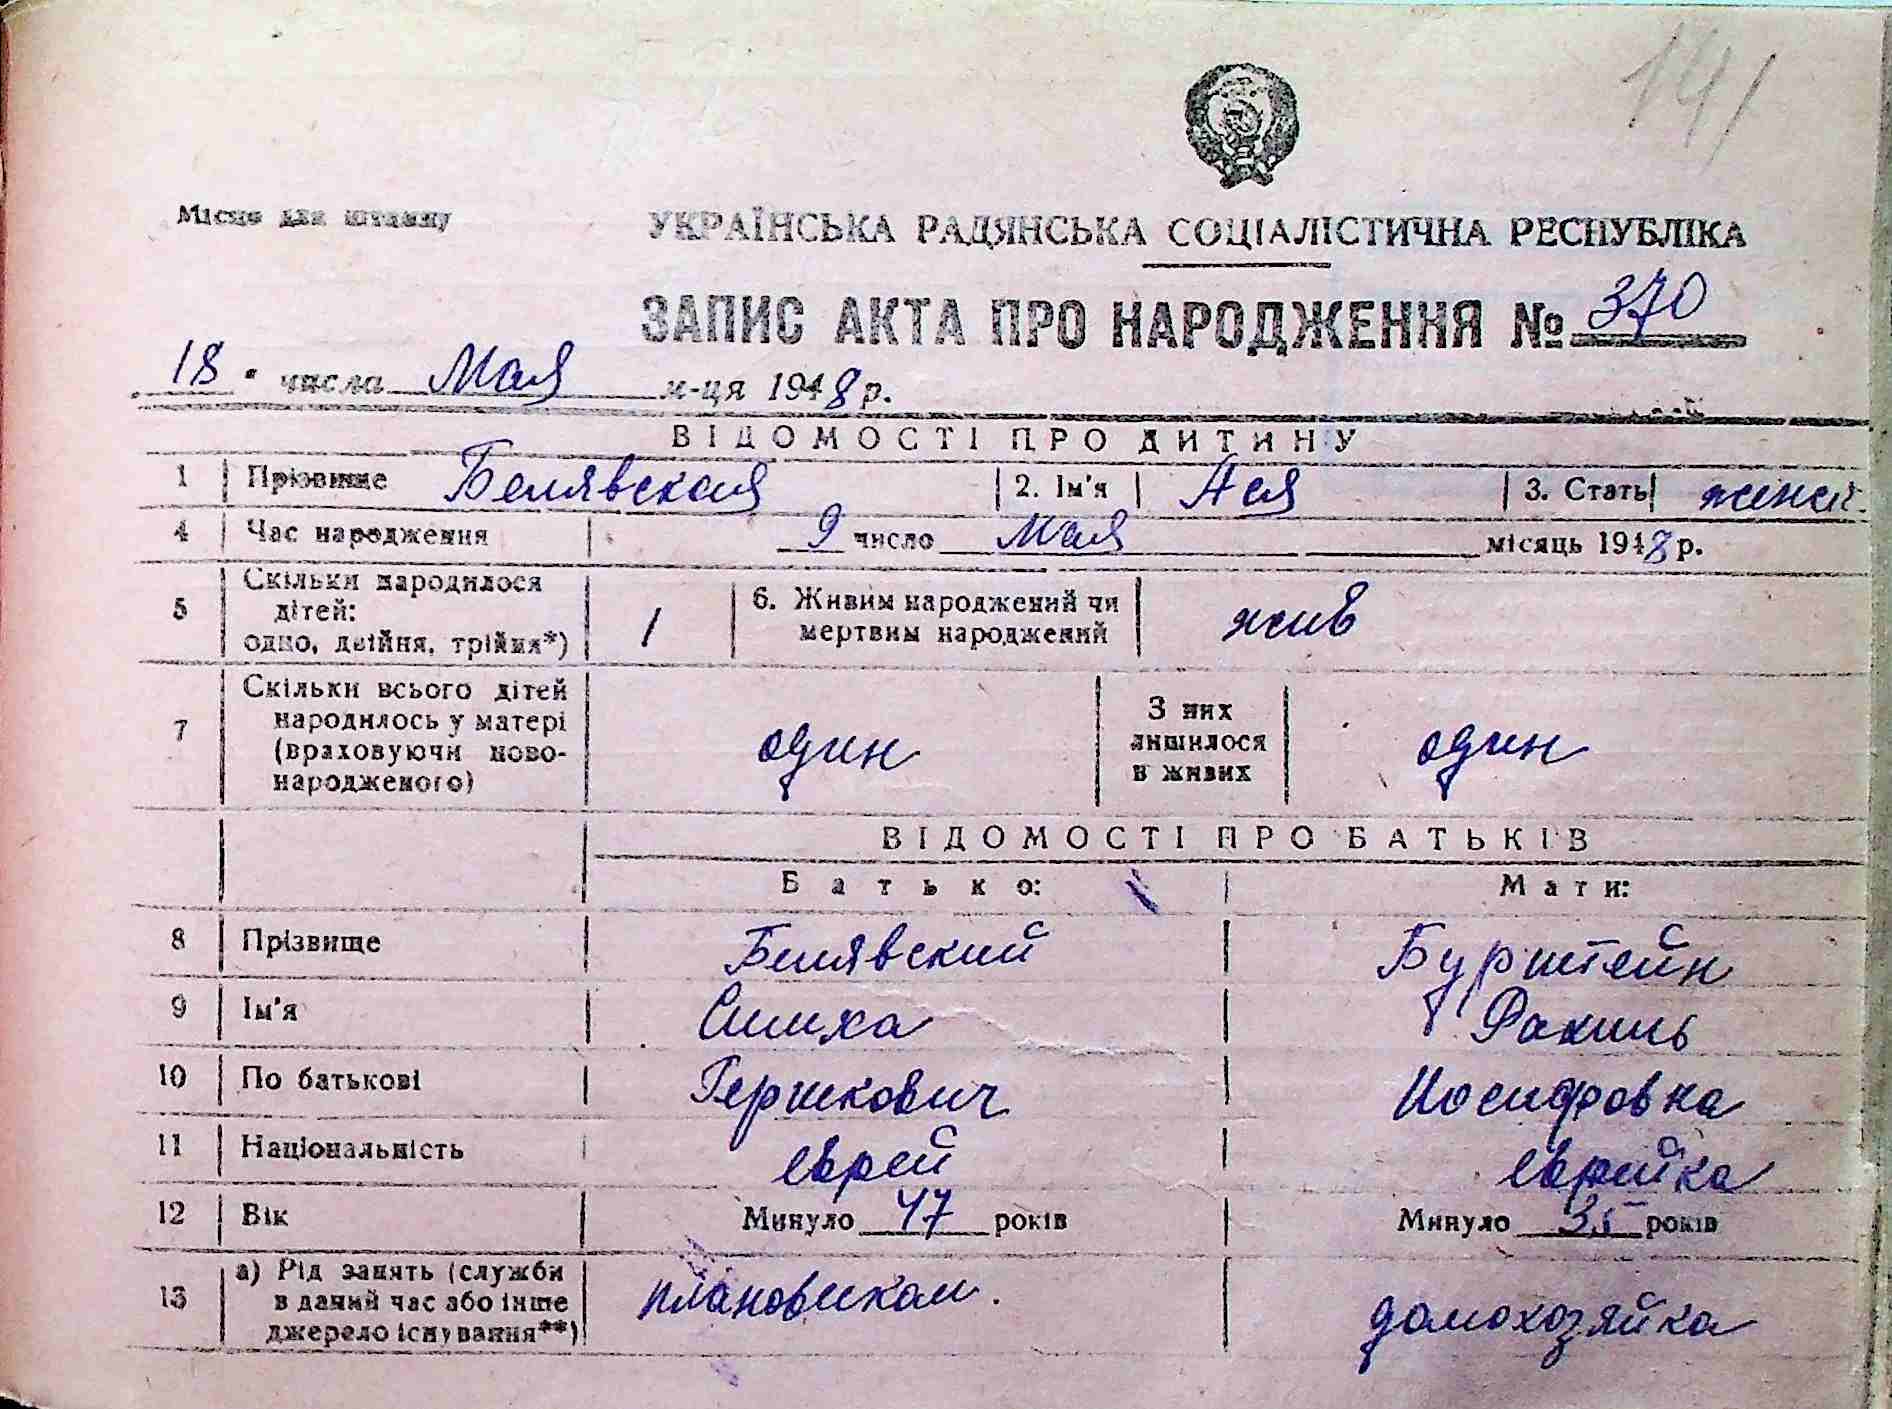 141
Місце для штампу
УКРАЇНСЬКА РАДЯНСЬКА СОЦІАЛІСТИЧНА РЕСПУБЛІКА
ЗАПИС АКТА ПРО НАРОДЖЕННЯ № 370
18 числа Мая м-ця 1948 р.
ВІДОМОСТІ ПРО ДИТИНУ
1 Прізвище Белявская 2. Ім'я Ася 3. Стать женск.
4 Час народження 9 число Мая місяць 1948 р.
5 Скільки народилося дітей: одно, двійня, трійня*) 1 6. Живим народжений чи мертвим народжений жив
7 Скільки всього дітей народилось у матері (враховуючи новонародженого) один З них лишилося в живих один
ВІДОМОСТІ ПРО БАТЬКІВ
Батько: Мати:
8 Прізвище Белявский Бурштейн
9 Ім'я Симха Рахиль
10 По батькові Гершкович Иосифовна
11 Національність еврей еврейка
12 Вік Минуло 47 років Минуло 35 років
13 а) Рід занять (служби в даний час або інше джерело існування**) плановиком. домохозяйка